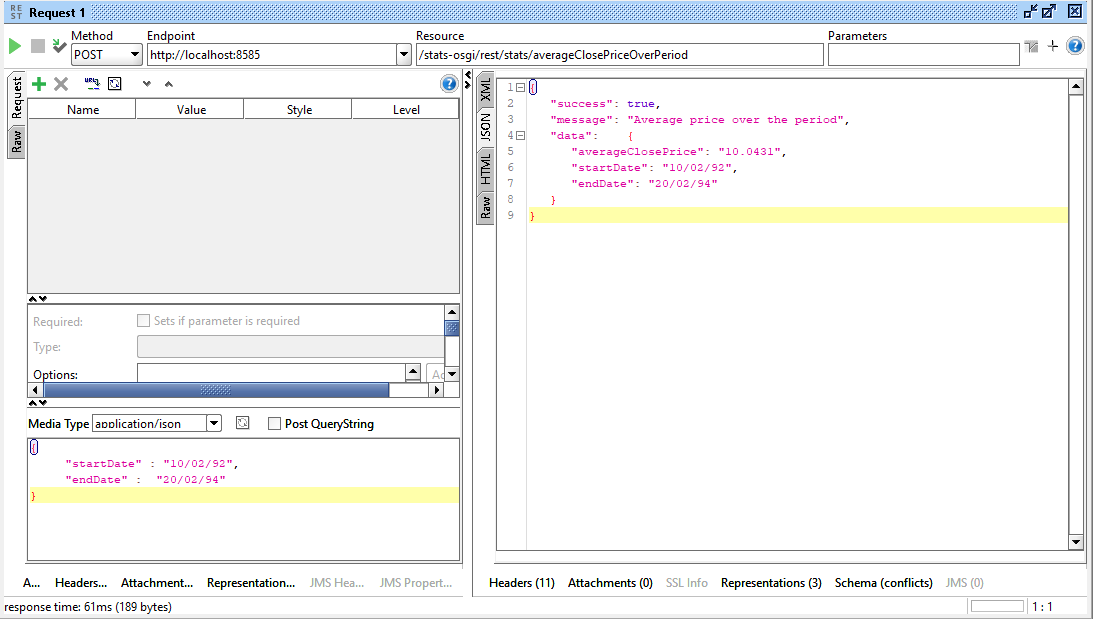 RE
ST
Request 1
Method
Endpoint
Resource
Parameters
POST
http://localhost:8585
/stats-osgi/rest/stats/averageClosePriceOverPeriod
Request
Raw
Name Value Style Level
Required:
Sets if parameter is required
Type:
Options:
Media Type
application/json
Post QueryString
{
"startDate" : "10/02/92",
"endDate" : "20/02/94"
}
A...
Headers...
Attachment...
Representation...
JMS Hea...
JMS Propert...
XML
JSON
HTML
Raw
1 {
2 "success": true,
3 "message": "Average price over the period",
4 "data": {
5 "averageClosePrice": "10.0431",
6 "startDate": "10/02/92",
7 "endDate": "20/02/94"
8 }
9 }
Headers (11)
Attachments (0)
SSL Info
Representations (3)
Schema (conflicts)
JMS (0)
response time: 61ms (189 bytes)
1 : 1